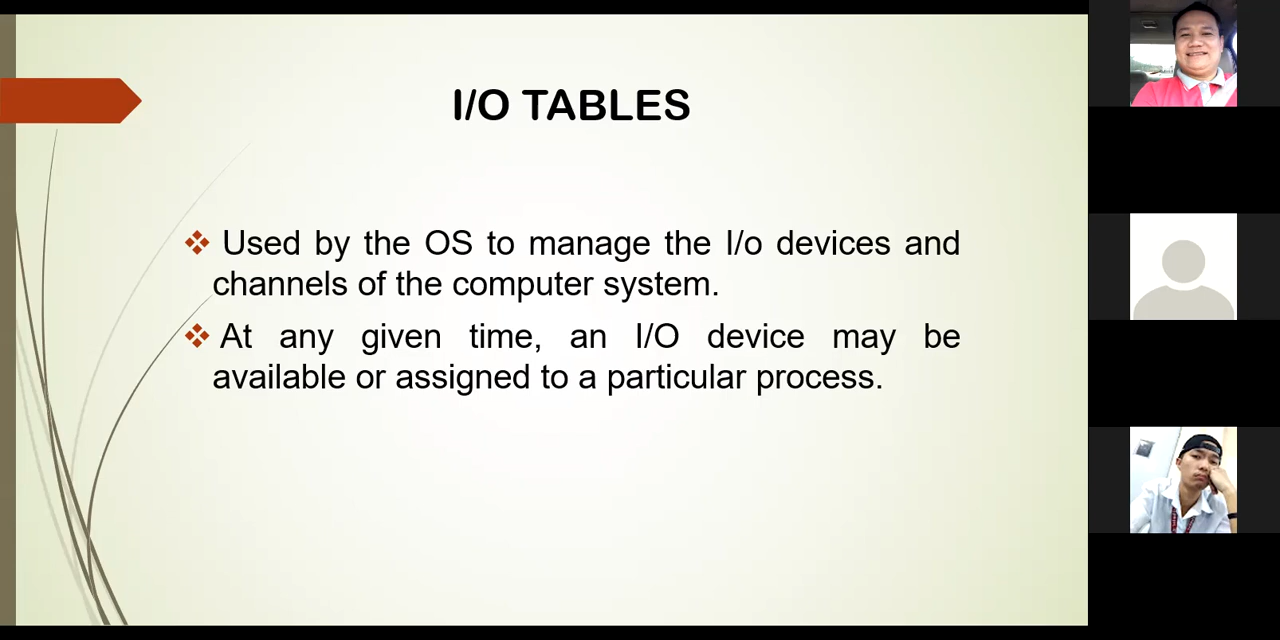 I/O TABLES
Used by the OS to manage the I/o devices and
channels of the computer system.
At any given time, an I/O device may be
available or assigned to a particular process.